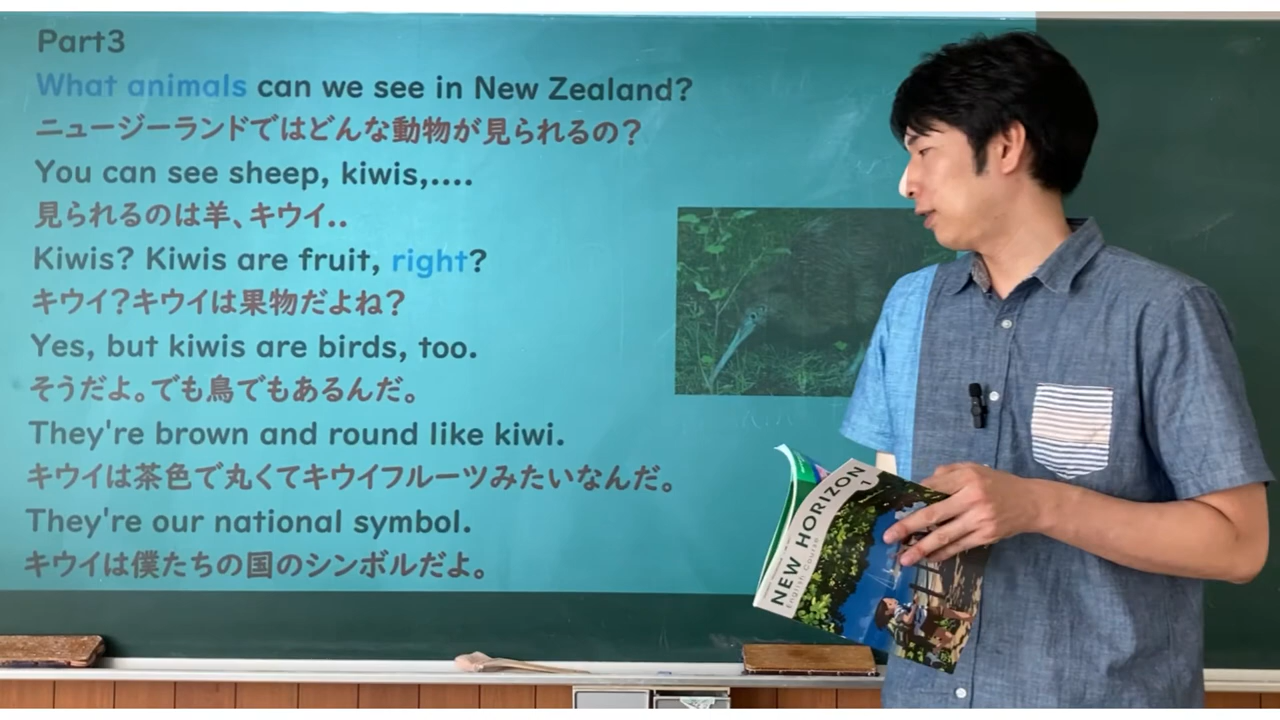 Part3
What animals can we see in New Zealand?
ニュージーランドではどんな動物が見られるの？
You can see sheep, kiwis,....
見られるのは羊、キウイ..
Kiwis? Kiwis are fruit, right?
キウイ？キウイは果物だよね？
Yes, but kiwis are birds, too.
そうだよ。でも鳥でもあるんだ。
They're brown and round like kiwi.
キウイは茶色で丸くてキウイフルーツみたいなんだ。
They're our national symbol.
キウイは僕たちの国のシンボルだよ。
NEW HORIZON 1
English Course